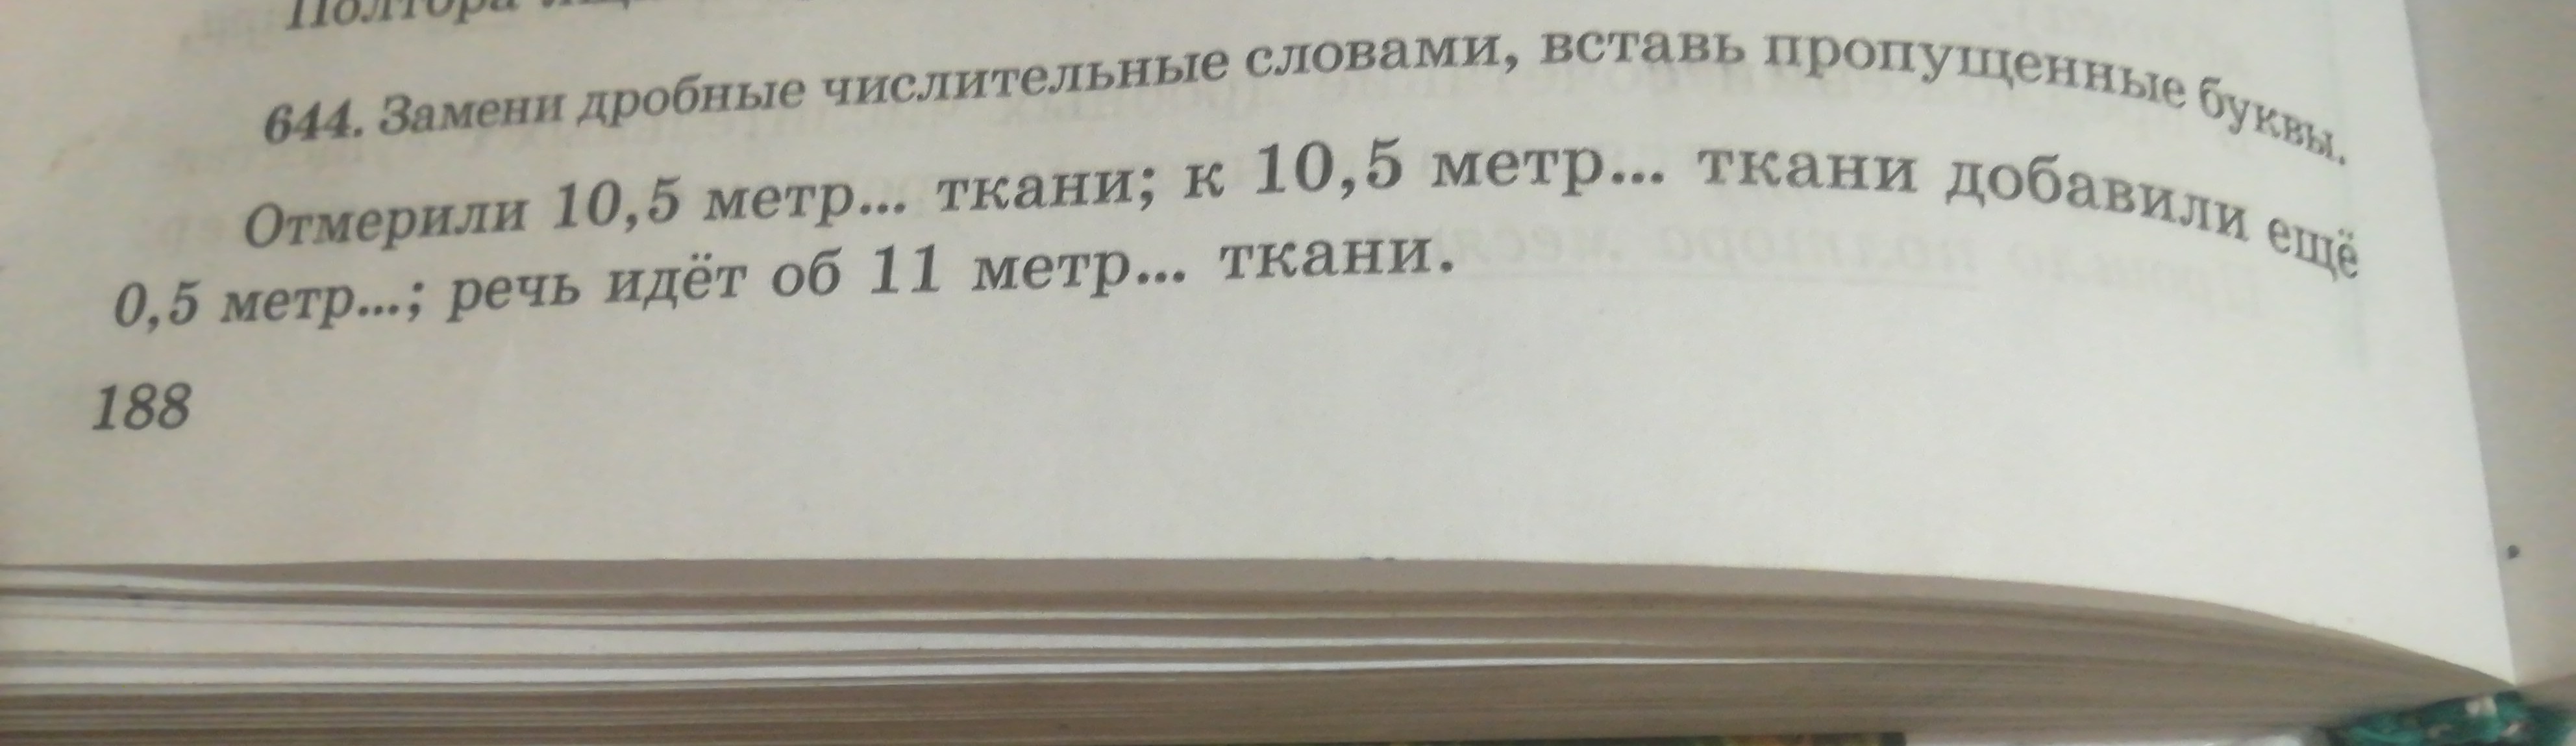 Полтора
644. Замени дробные числительные словами, вставь пропущенные буквы.
Отмерили 10,5 метр... ткани; к 10,5 метр... ткани добавили ещё
0,5 метр...; речь идёт об 11 метр... ткани.
188